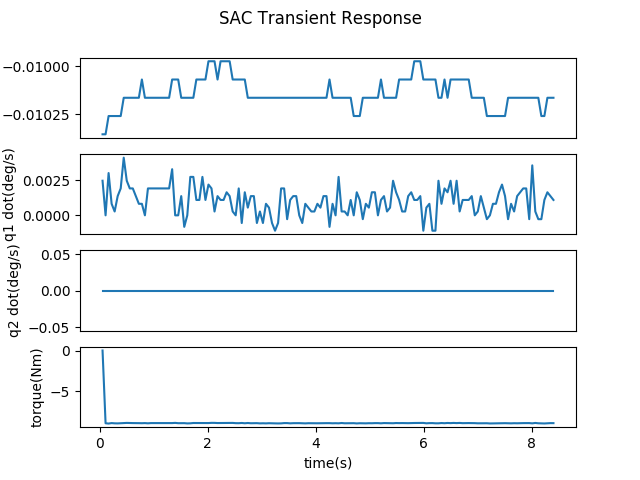 SAC Transient Response
−0.01000
−0.01025
q1 dot(deg/s)
0.0025
0.0000
q2 dot(deg/s)
0.05
0.00
−0.05
torque(Nm)
0
−5
0 2 4 6 8
time(s)